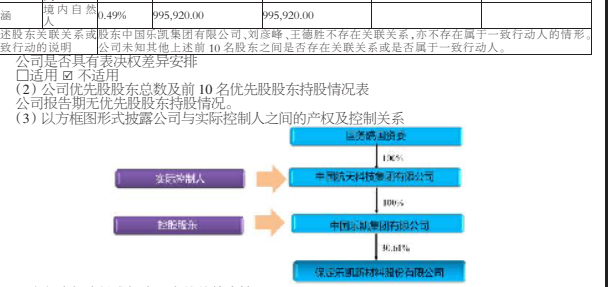 境内自然
涵 0.49% 995,920.00 995,920.00
人
述股东关联关系或 股东中国乐凯集团有限公司、刘彦峰、王德胜不存在关联关系,亦不存在属于一致行动人的情形。
致行动的说明 公司未知其他上述前 10 名股东之间是否存在关联关系或是否属于一致行动人。
公司是否具有表决权差异安排
□适用 ☑ 不适用
(2)公司优先股股东总数及前 10 名优先股股东持股情况表
公司报告期无优先股股东持股情况。
(3)以方框图形式披露公司与实际控制人之间的产权及控制关系
国务院国资委
100%
实际控制人 中国航天科技集团有限公司
100%
控股股东 中国乐凯集团有限公司
30.61%
保定乐凯新材料股份有限公司